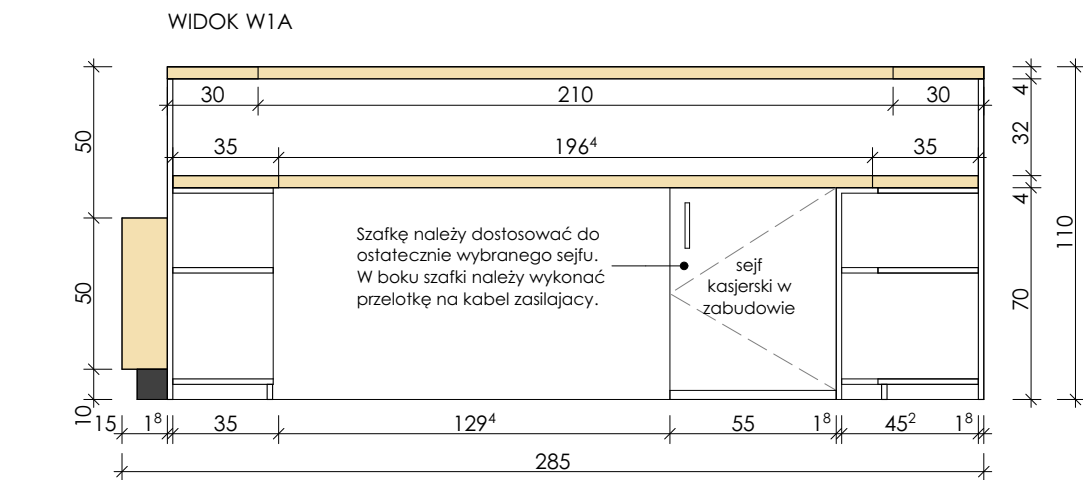 WIDOK W1A
30 210 30
4
50
32
35 196⁴ 35
4
110
Szafkę należy dostosować do
ostatecznie wybranego sejfu.
W boku szafki należy wykonać
przelotkę na kabel zasilajacy.
sejf
kasjerski w
zabudowie
50
70
10
15 1⁸ 35 129⁴ 55 1⁸ 45² 1⁸
285